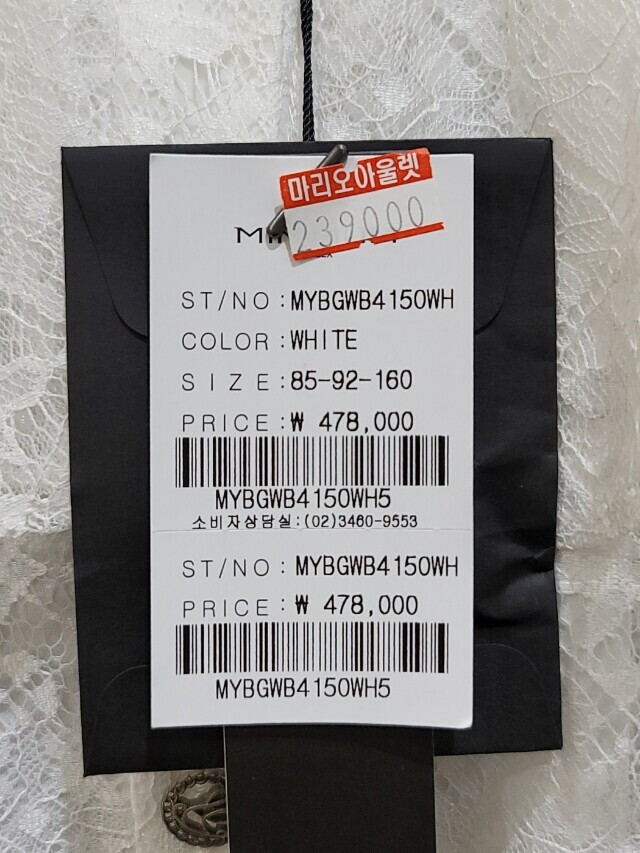 마리오아울렛
239000
ST/NO : MYBGWB4150WH
COLOR : WHITE
SIZE : 85-92-160
PRICE : ₩ 478,000
MYBGWB4150WH5
소비자상담실:(02)3460-9553
ST/NO : MYBGWB4150WH
PRICE : ₩ 478,000
MYBGWB4150WH5